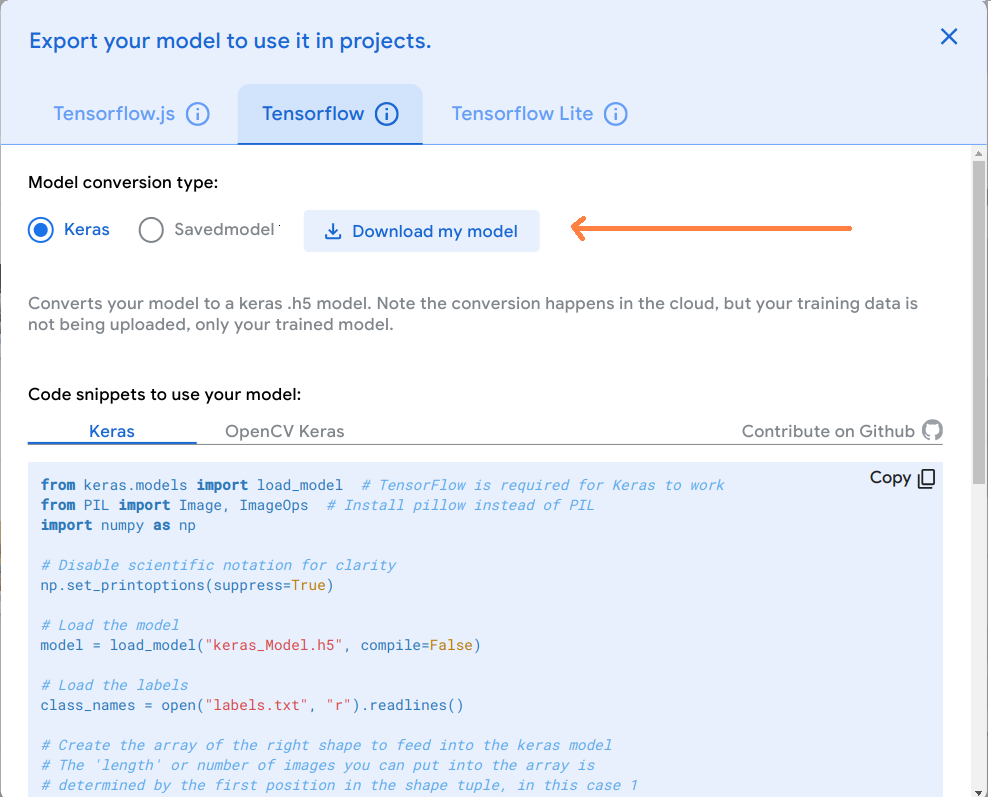 Export your model to use it in projects.
Tensorflow.js
Tensorflow
Tensorflow Lite
Model conversion type:
Keras
Savedmodel
Download my model
Converts your model to a keras .h5 model. Note the conversion happens in the cloud, but your training data is
not being uploaded, only your trained model.
Code snippets to use your model:
Keras
OpenCV Keras
Contribute on Github
Copy
from keras.models import load_model  # TensorFlow is required for Keras to work
from PIL import Image, ImageOps  # Install pillow instead of PIL
import numpy as np
# Disable scientific notation for clarity
np.set_printoptions(suppress=True)
# Load the model
model = load_model("keras_Model.h5", compile=False)
# Load the labels
class_names = open("labels.txt", "r").readlines()
# Create the array of the right shape to feed into the keras model
# The 'length' or number of images you can put into the array is
# determined by the first position in the shape tuple, in this case 1